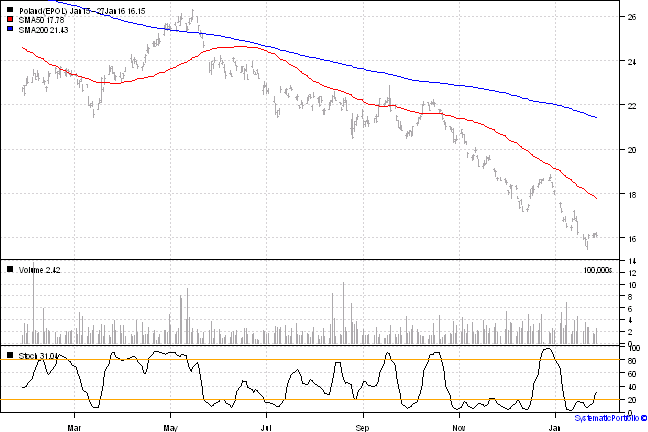 Poland(EPOL) Jan15 - 27Jan16 16.15
SMA50 17.78
SMA200 21.43
26
24
22
20
18
16
14
Volume 2.42
100,000s
12
10
8
6
4
2
0
100
Stoch 31.04
80
60
40
20
0
Mar
May
Jul
Sep
Nov
Jan
SystematicPortfolio ©